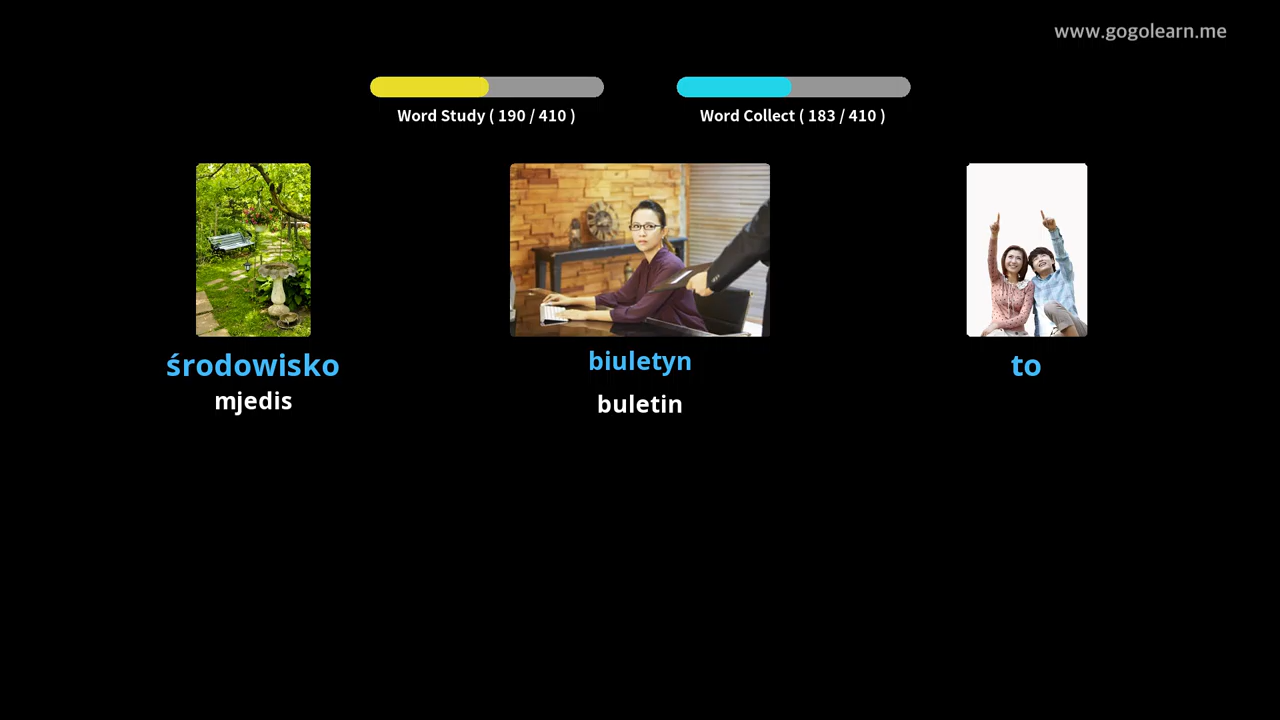 www.gogolearn.me
Word Study ( 190 / 410 )
Word Collect ( 183 / 410 )
środowisko
mjedis
biuletyn
buletin
to